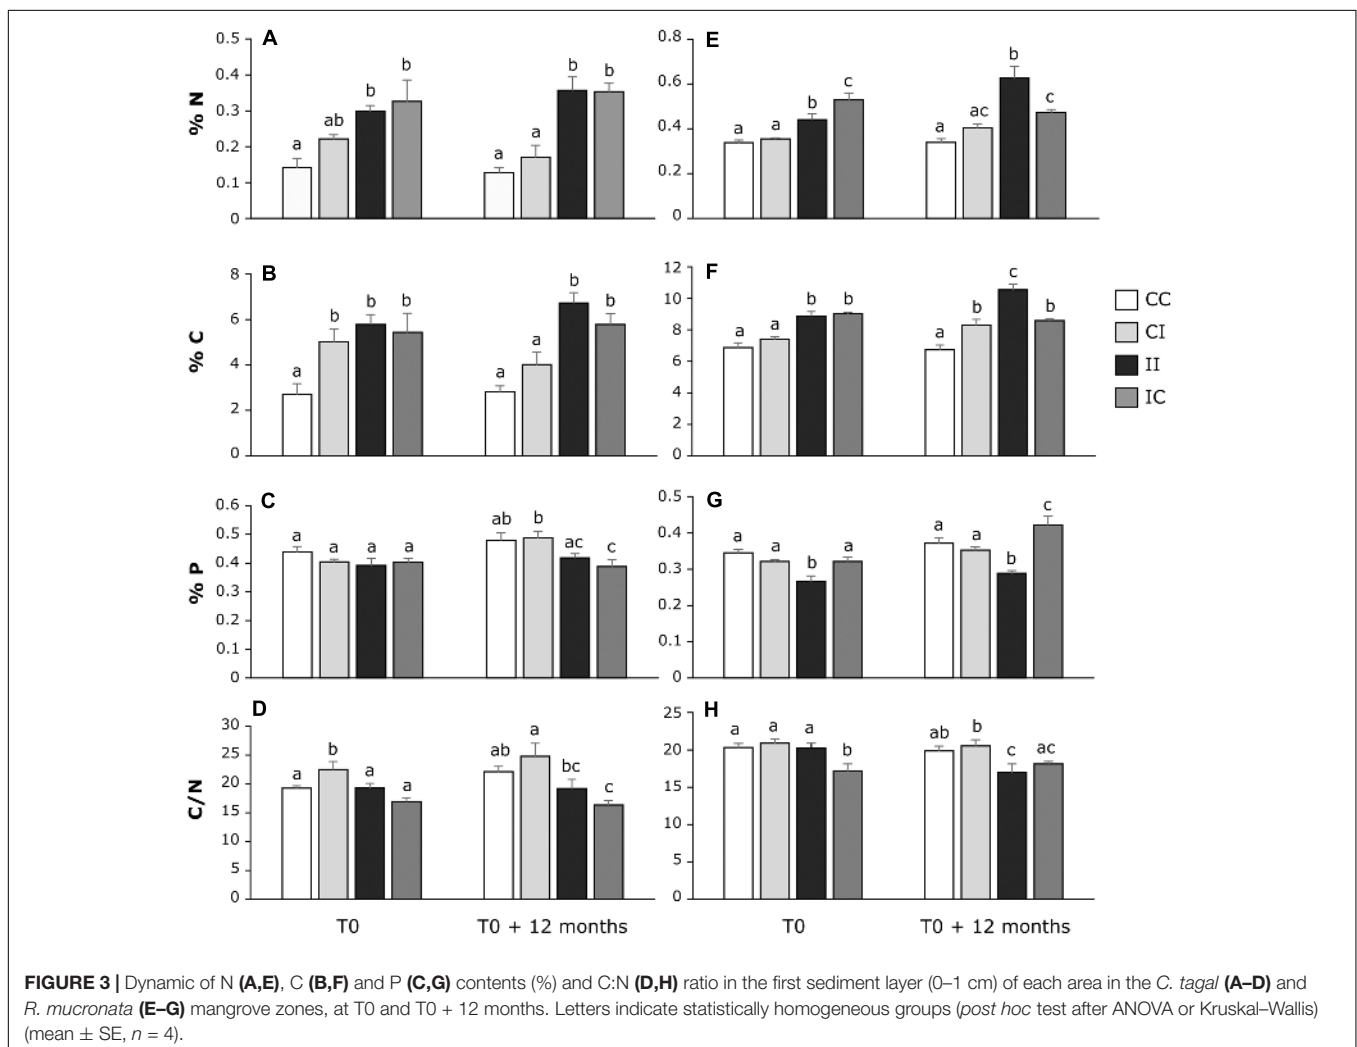 A
% N
0.5
0.4
0.3
0.2
0.1
0
a
ab
b
b
a
a
b
b
E
0.8
0.6
0.4
0.2
0
a
a
b
c
a
ac
b
c
B
% C
8
6
4
2
0
a
b
b
b
a
a
b
b
F
12
10
8
6
4
2
0
a
a
b
b
a
b
c
b
CC
CI
II
IC
C
% P
0.6
0.5
0.4
0.3
0.2
0.1
0
a
a
a
a
ab
b
ac
c
G
0.5
0.4
0.3
0.2
0.1
0
a
a
b
a
a
a
b
c
D
C/N
30
25
20
15
10
5
0
a
b
a
a
ab
a
bc
c
T0
T0 + 12 months
H
25
20
15
10
5
0
a
a
a
b
ab
b
c
ac
T0
T0 + 12 months
FIGURE 3 | Dynamic of N (A,E), C (B,F) and P (C,G) contents (%) and C:N (D,H) ratio in the first sediment layer (0–1 cm) of each area in the C. tagal (A–D) and
R. mucronata (E–G) mangrove zones, at T0 and T0 + 12 months. Letters indicate statistically homogeneous groups (post hoc test after ANOVA or Kruskal–Wallis)
(mean ± SE, n = 4).